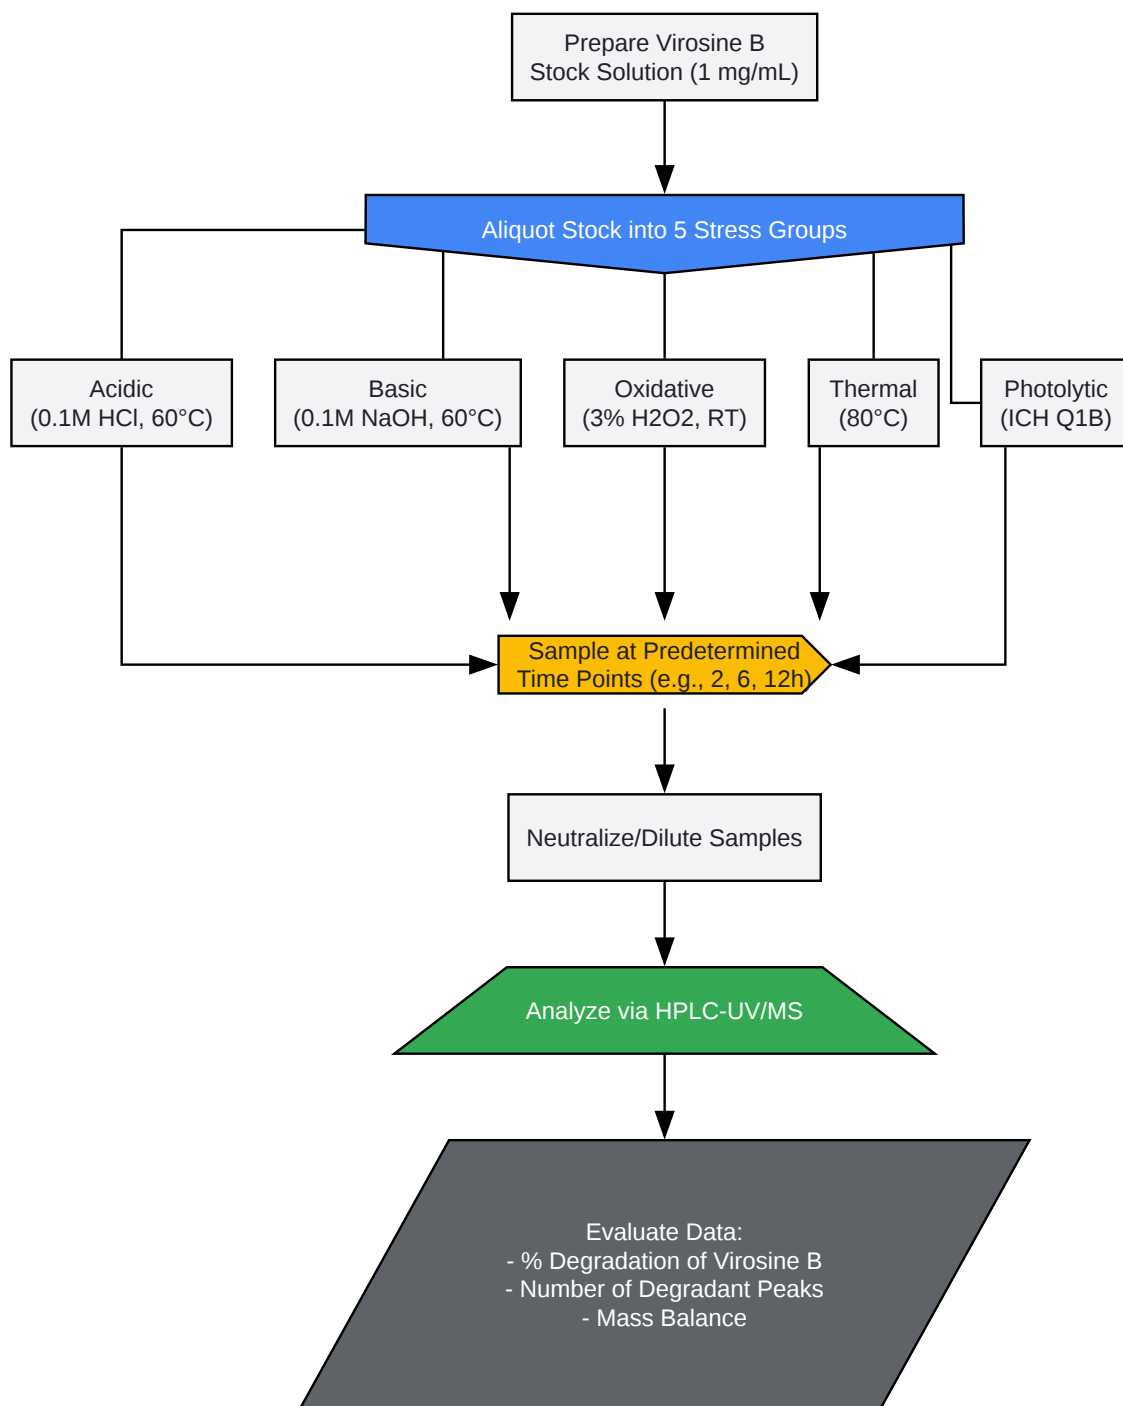 Prepare Virosine B
Stock Solution (1 mg/mL)
Aliquot Stock into 5 Stress Groups
Acidic
(0.1M HCl, 60°C)
Basic
(0.1M NaOH, 60°C)
Oxidative
(3% H2O2, RT)
Thermal
(80°C)
Photolytic
(ICH Q1B)
Sample at Predetermined
Time Points (e.g., 2, 6, 12h)
Neutralize/Dilute Samples
Analyze via HPLC-UV/MS
Evaluate Data:
- % Degradation of Virosine B
- Number of Degradant Peaks
- Mass Balance